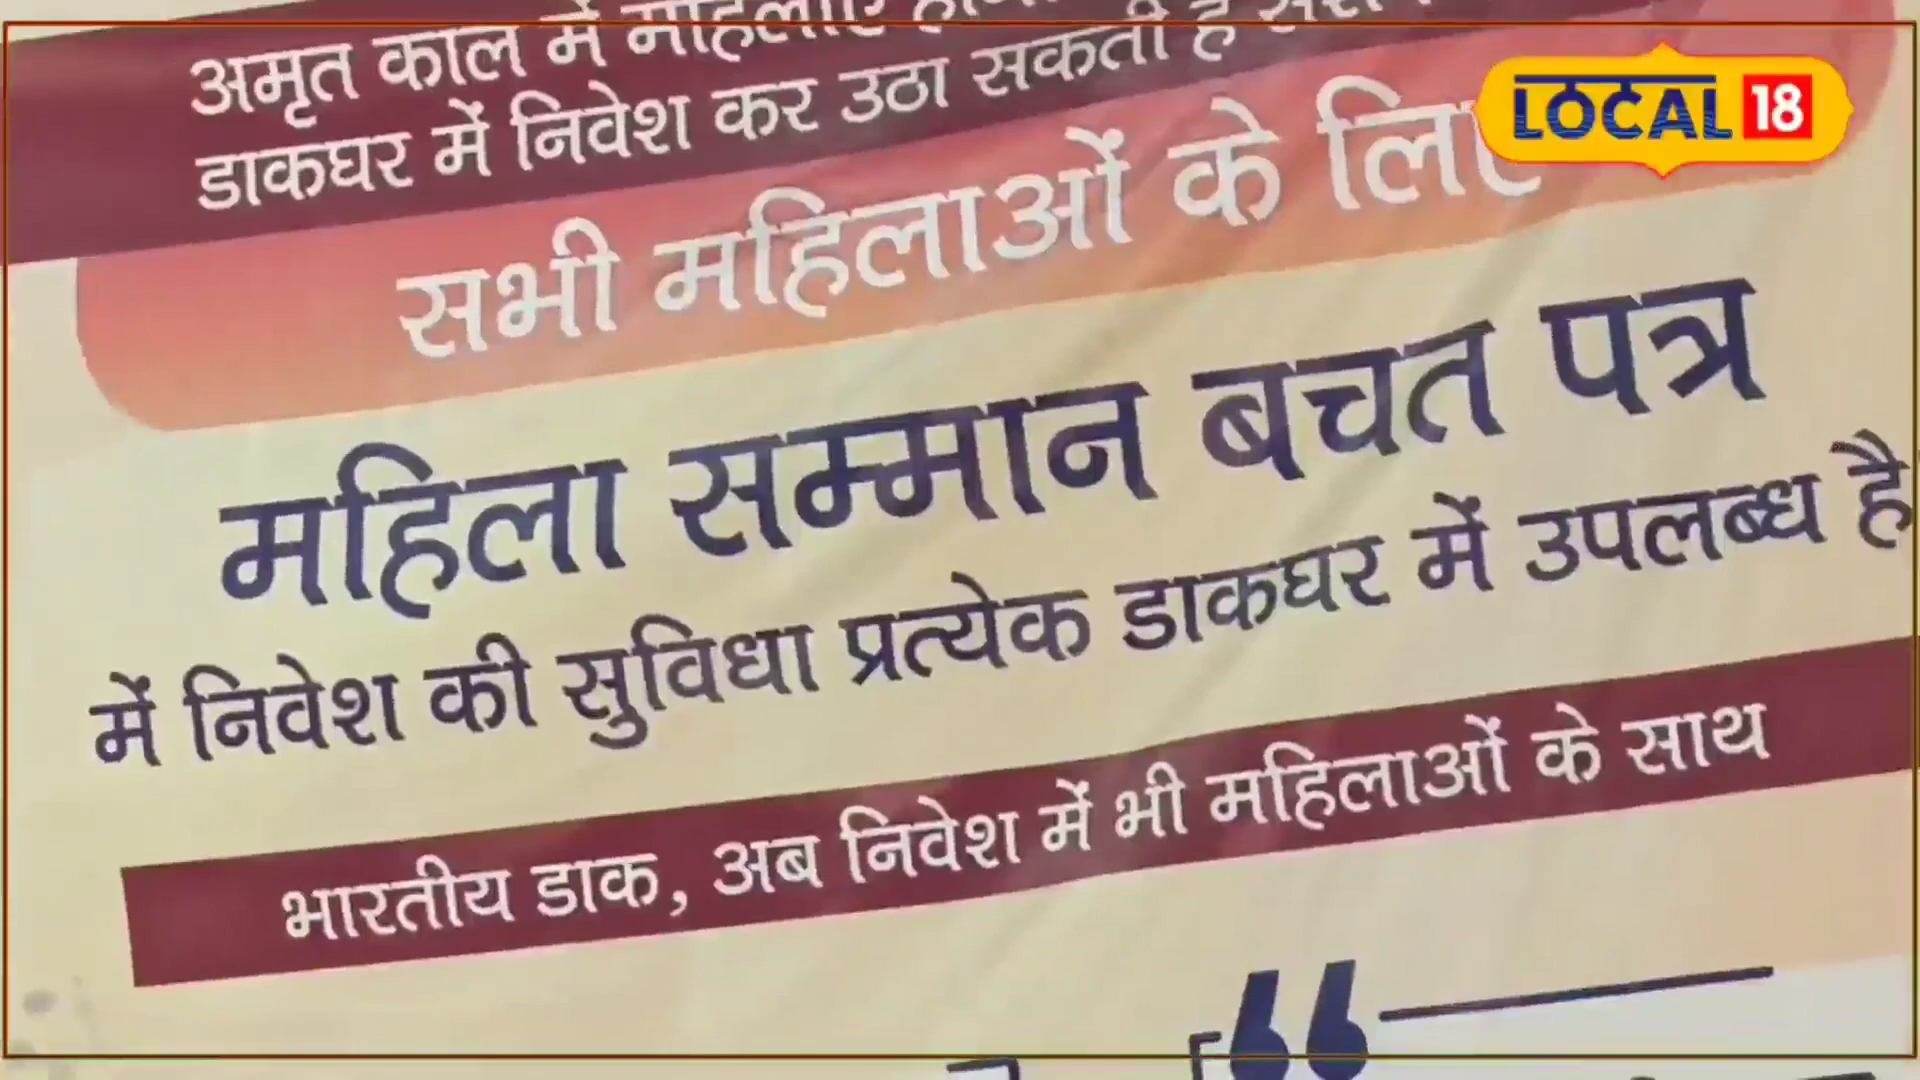 अमृत काल में महिलाएं
डाकघर में निवेश कर उठा सकती है
सभी महिलाओं के लिए
LOCAL 18
महिला सम्मान बचत पत्र
में निवेश की सुविधा प्रत्येक डाकघर में उपलब्ध है
भारतीय डाक, अब निवेश में भी महिलाओं के साथ
“